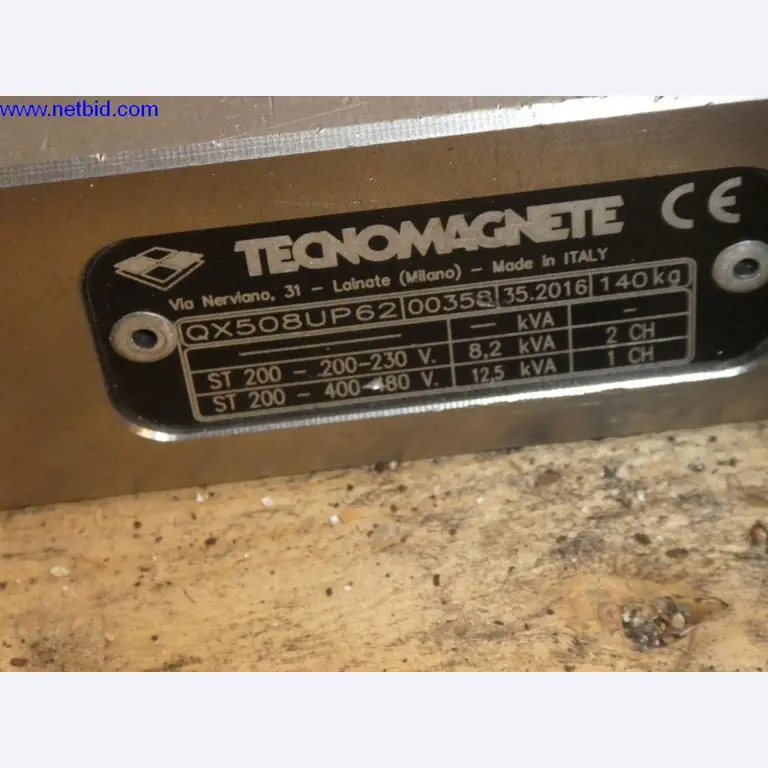 www.netbid.com
TECNOMAGNETE CE
Via Nerviano, 31 - Lainate (Milano) - Made in ITALY
QX508UP62 00358 35.2016 140kg
— — kVA -
ST 200 - 200-230 V. 8,2 kVA 2 CH
ST 200 - 400-480 V. 12,5 kVA 1 CH